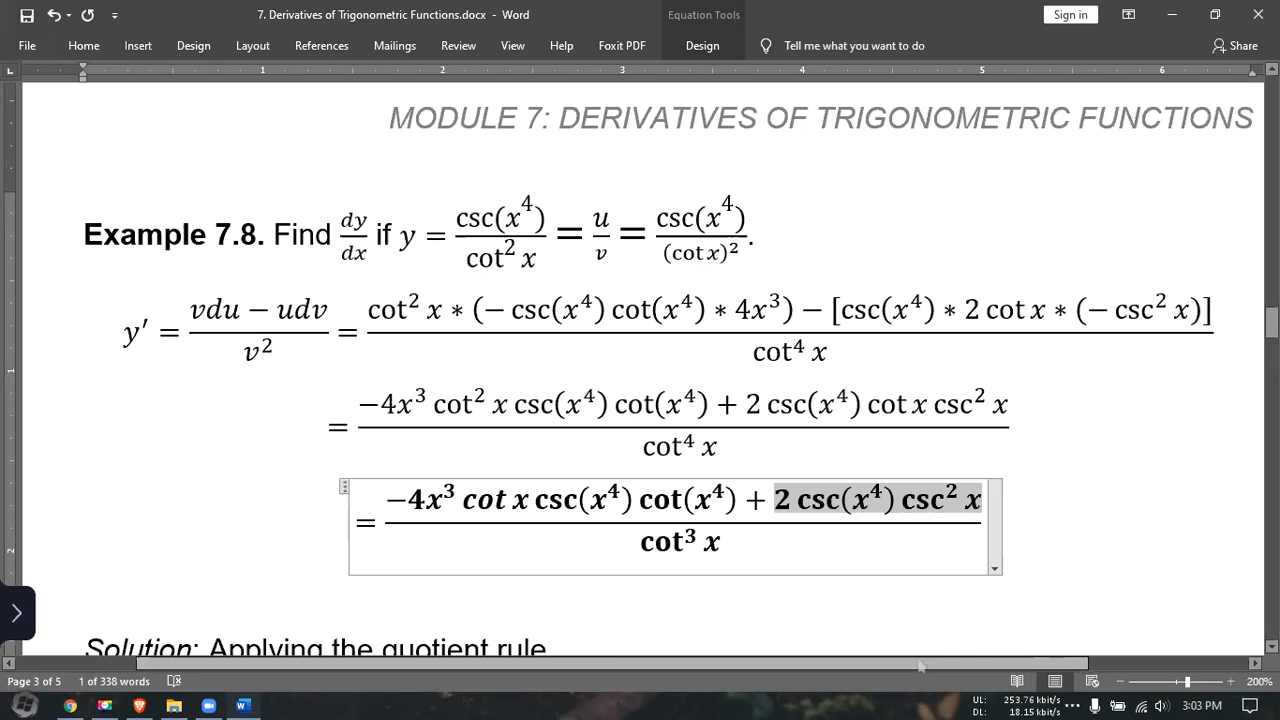 7. Derivatives of Trigonometric Functions.docx - Word
Equation Tools
Sign in
File Home Insert Design Layout References Mailings Review View Help Foxit PDF Design Tell me what you want to do Share
1 2 3 4 5 6
MODULE 7: DERIVATIVES OF TRIGONOMETRIC FUNCTIONS
Example 7.8. Find dy/dx if y = csc(x⁴)/cot² x = u/v = csc(x⁴)/(cot x)².
y′ = (vdu − udv)/v² = (cot² x ∗ (− csc(x⁴) cot(x⁴) ∗ 4x³) − [csc(x⁴) ∗ 2 cot x ∗ (− csc² x)])/cot⁴ x
= (−4x³ cot² x csc(x⁴) cot(x⁴) + 2 csc(x⁴) cot x csc² x)/cot⁴ x
= (−4x³ cot x csc(x⁴) cot(x⁴) + 2 csc(x⁴) csc² x)/cot³ x
Solution: Applying the quotient rule
Page 3 of 5 1 of 338 words 200%
UL: 253.76 kbit/s
DL: 18.15 kbit/s
3:03 PM